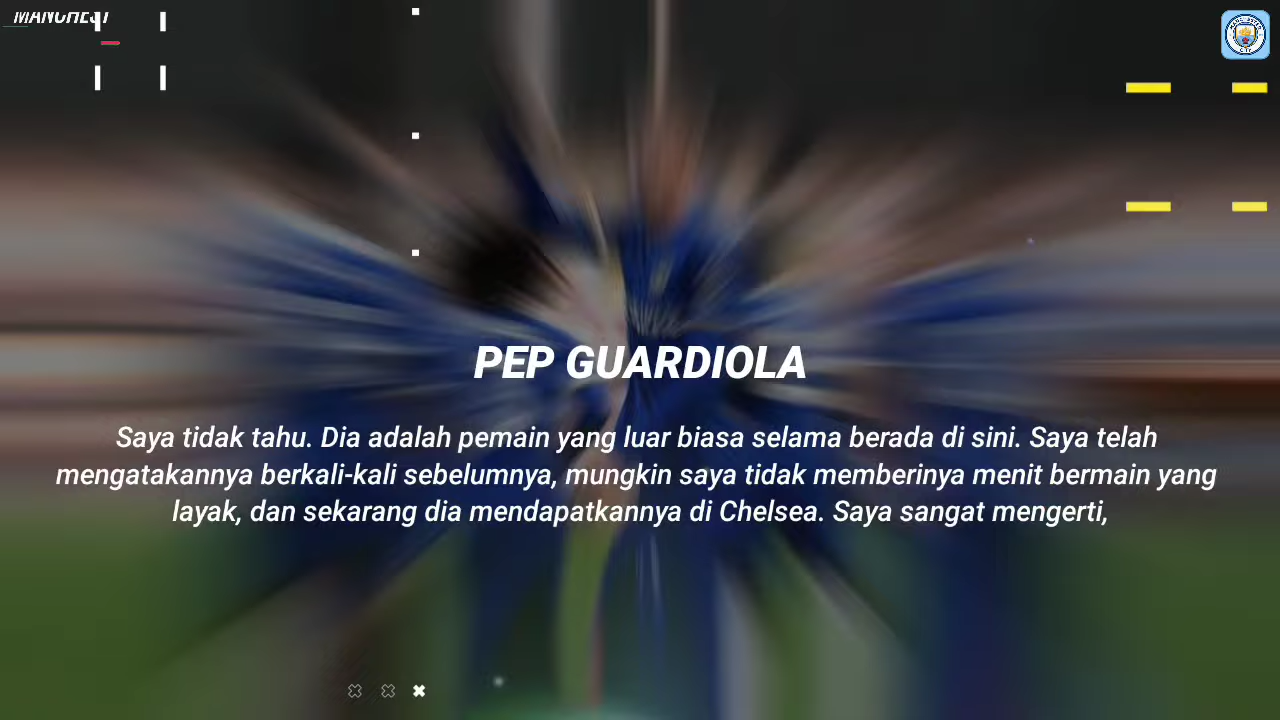 PEP GUARDIOLA
Saya tidak tahu. Dia adalah pemain yang luar biasa selama berada di sini. Saya telah
mengatakannya berkali-kali sebelumnya, mungkin saya tidak memberinya menit bermain yang
layak, dan sekarang dia mendapatkannya di Chelsea. Saya sangat mengerti,